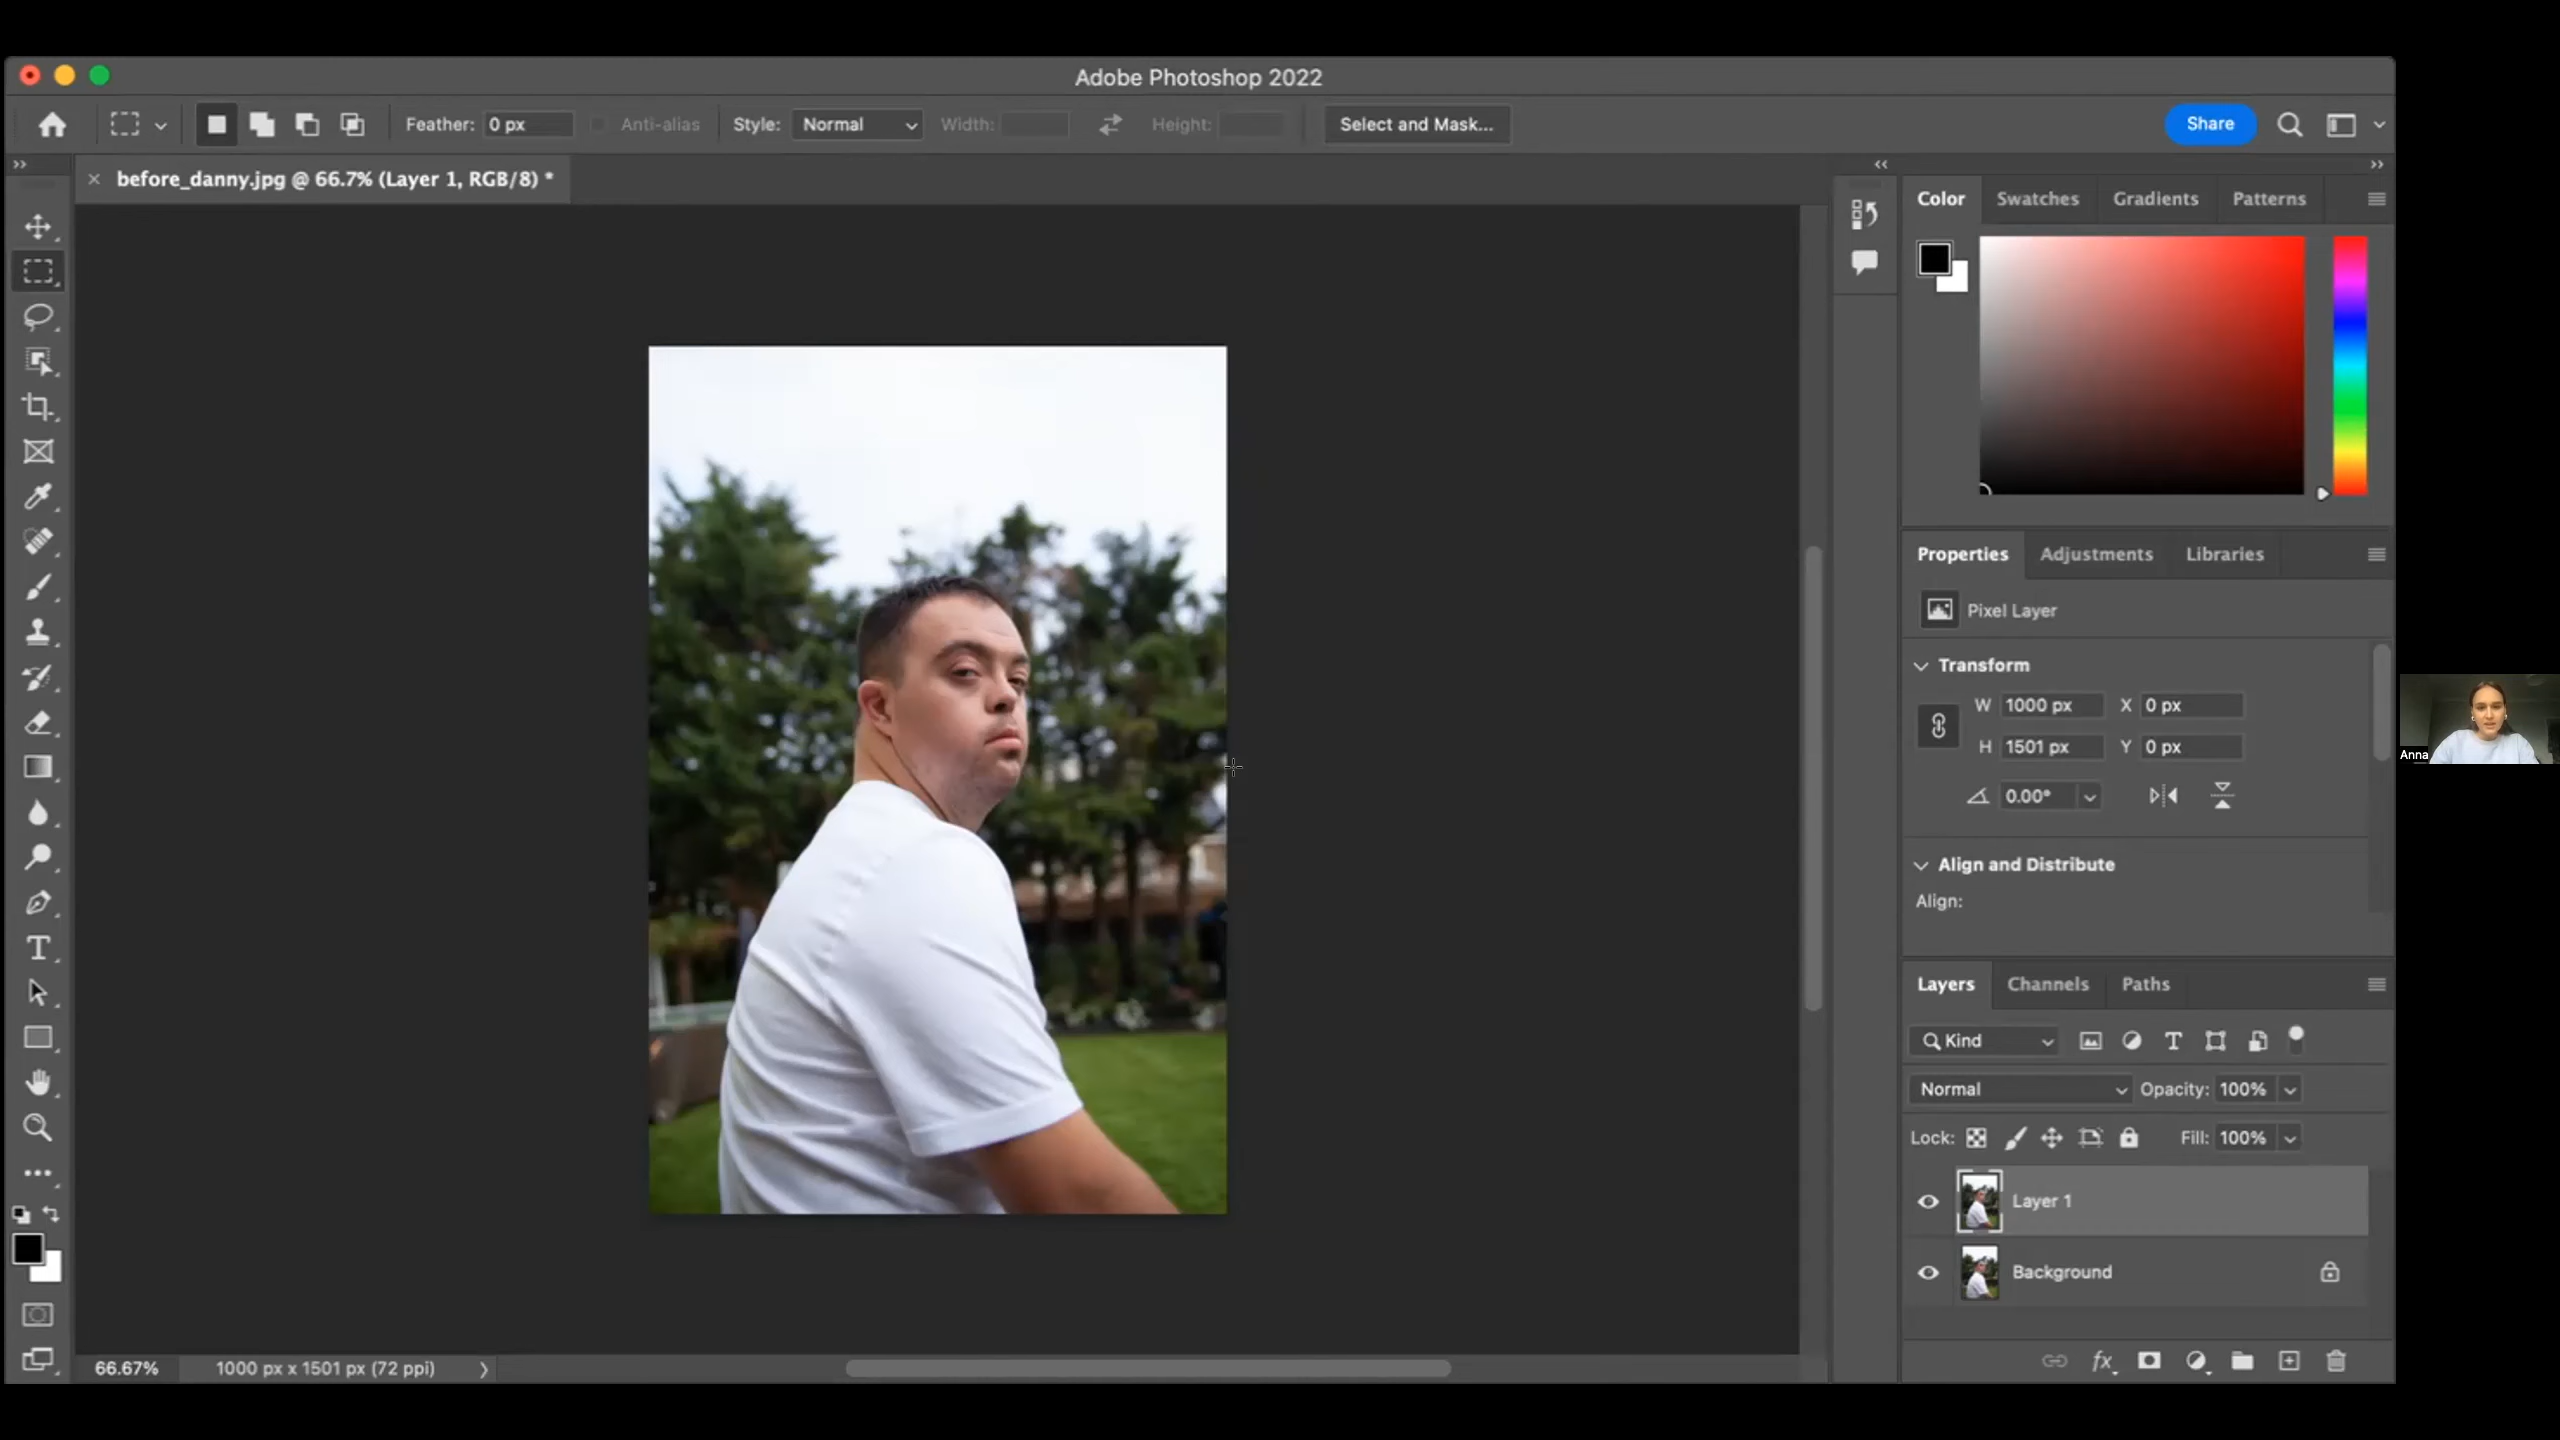 Adobe Photoshop 2022
Feather: 0 px Anti-alias Style: Normal Width: Height: Select and Mask... Share
before_danny.jpg @ 66.7% (Layer 1, RGB/8) *
Color Swatches Gradients Patterns
Properties Adjustments Libraries
Pixel Layer
Transform
W 1000 px X 0 px
H 1501 px Y 0 px
0.00°
Align and Distribute
Align:
Layers Channels Paths
Kind
Normal Opacity: 100%
Lock: Fill: 100%
Layer 1
Background
66.67% 1000 px x 1501 px (72 ppi)
Anna